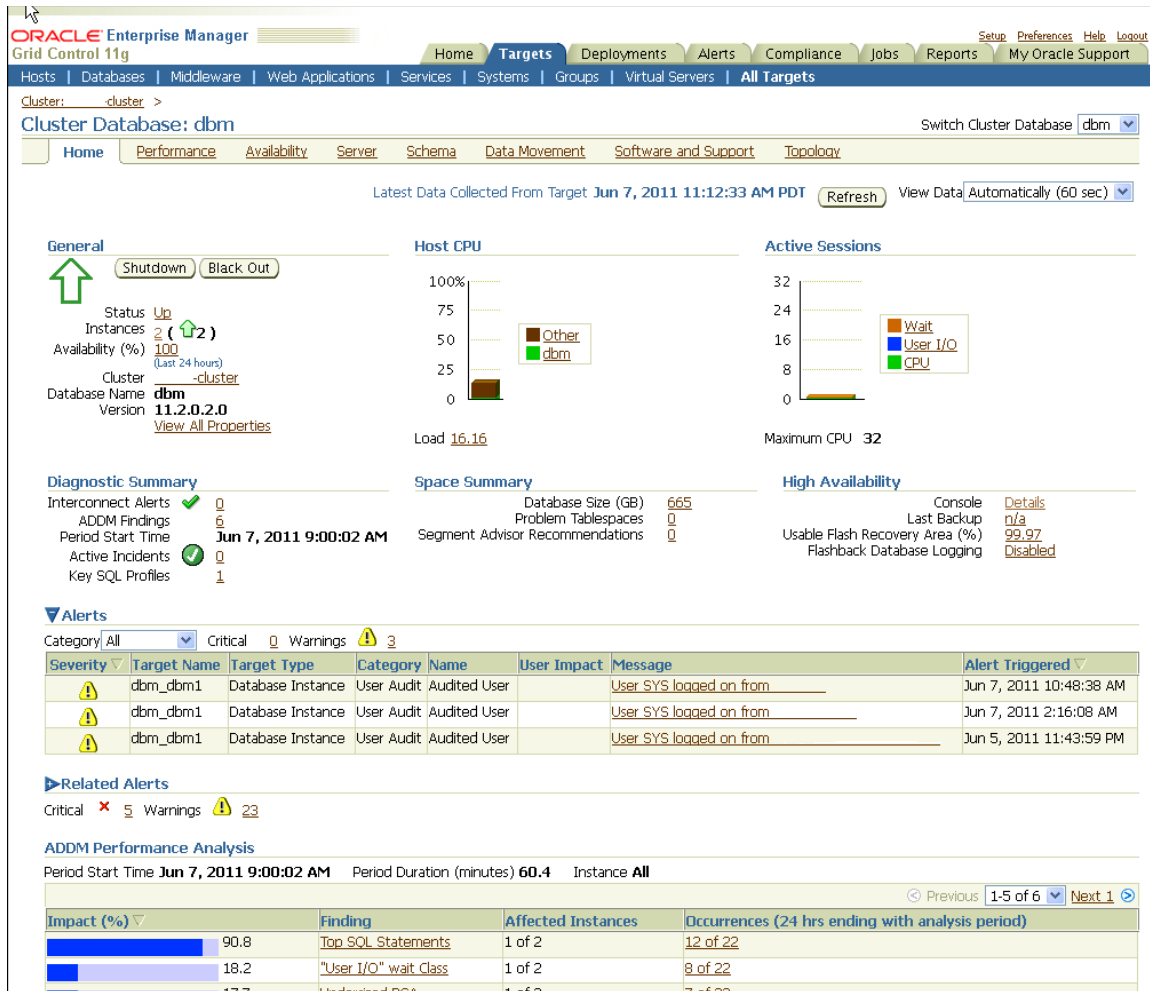 ORACLE Enterprise Manager
Grid Control 11g
Setup Preferences Help Logout
Home Targets Deployments Alerts Compliance Jobs Reports My Oracle Support
Hosts | Databases | Middleware | Web Applications | Services | Systems | Groups | Virtual Servers | All Targets
Cluster: -cluster >
Cluster Database: dbm
Switch Cluster Database dbm
Home Performance Availability Server Schema Data Movement Software and Support Topology
Latest Data Collected From Target Jun 7, 2011 11:12:33 AM PDT Refresh View Data Automatically (60 sec)
General
Shutdown Black Out
Status Up
Instances 2 ( 2 )
Availability (%) 100
(Last 24 hours)
Cluster -cluster
Database Name dbm
Version 11.2.0.2.0
View All Properties
Host CPU
100%
75
50
25
0
Other
dbm
Load 16.16
Active Sessions
32
24
16
8
0
Wait
User I/O
CPU
Maximum CPU 32
Diagnostic Summary
Interconnect Alerts 0
ADDM Findings 6
Period Start Time Jun 7, 2011 9:00:02 AM
Active Incidents 0
Key SQL Profiles 1
Space Summary
Database Size (GB) 665
Problem Tablespaces 0
Segment Advisor Recommendations 0
High Availability
Console Details
Last Backup n/a
Usable Flash Recovery Area (%) 99.97
Flashback Database Logging Disabled
Alerts
Category All Critical 0 Warnings 3
Severity Target Name Target Type Category Name User Impact Message Alert Triggered
dbm_dbm1 Database Instance User Audit Audited User User SYS logged on from Jun 7, 2011 10:48:38 AM
dbm_dbm1 Database Instance User Audit Audited User User SYS logged on from Jun 7, 2011 2:16:08 AM
dbm_dbm1 Database Instance User Audit Audited User User SYS logged on from Jun 5, 2011 11:43:59 PM
Related Alerts
Critical 5 Warnings 23
ADDM Performance Analysis
Period Start Time Jun 7, 2011 9:00:02 AM Period Duration (minutes) 60.4 Instance All
Previous 1-5 of 6 Next 1
Impact (%) Finding Affected Instances Occurrences (24 hrs ending with analysis period)
90.8 Top SQL Statements 1 of 2 12 of 22
18.2 "User I/O" wait Class 1 of 2 8 of 22